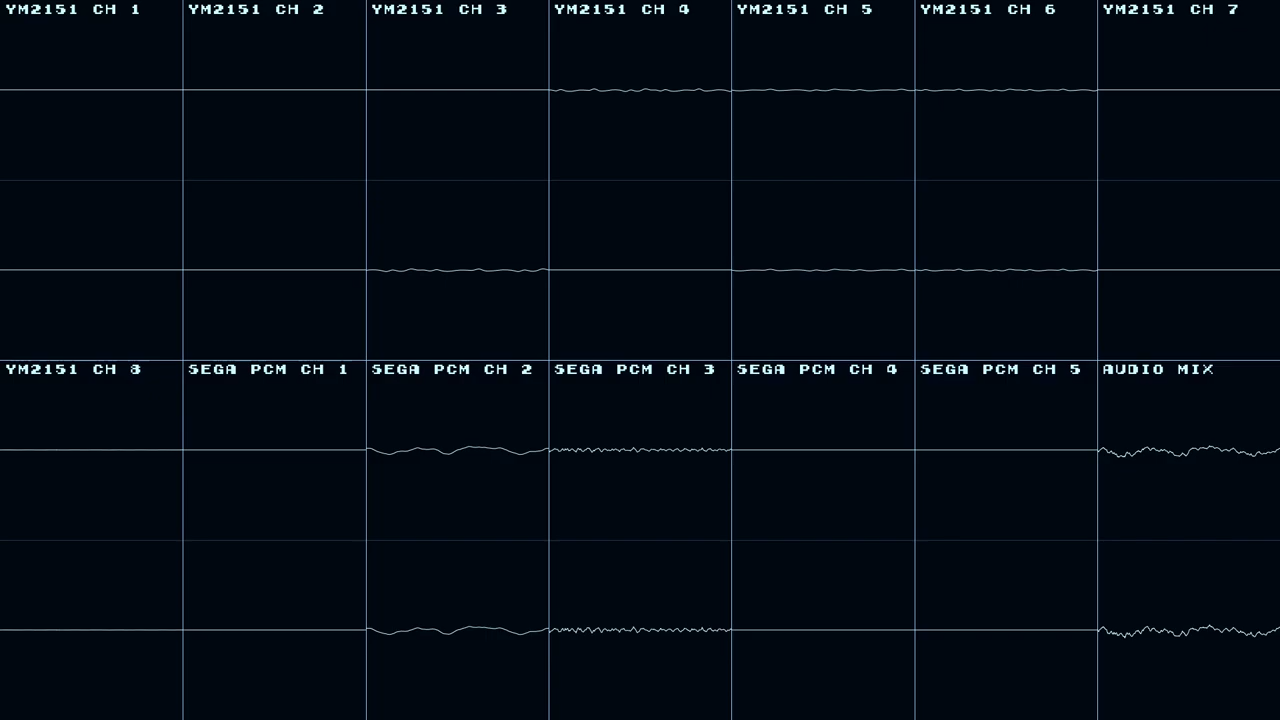 YM2151 CH 1
YM2151 CH 2
YM2151 CH 3
YM2151 CH 4
YM2151 CH 5
YM2151 CH 6
YM2151 CH 7
YM2151 CH 8
SEGA PCM CH 1
SEGA PCM CH 2
SEGA PCM CH 3
SEGA PCM CH 4
SEGA PCM CH 5
AUDIO MIX